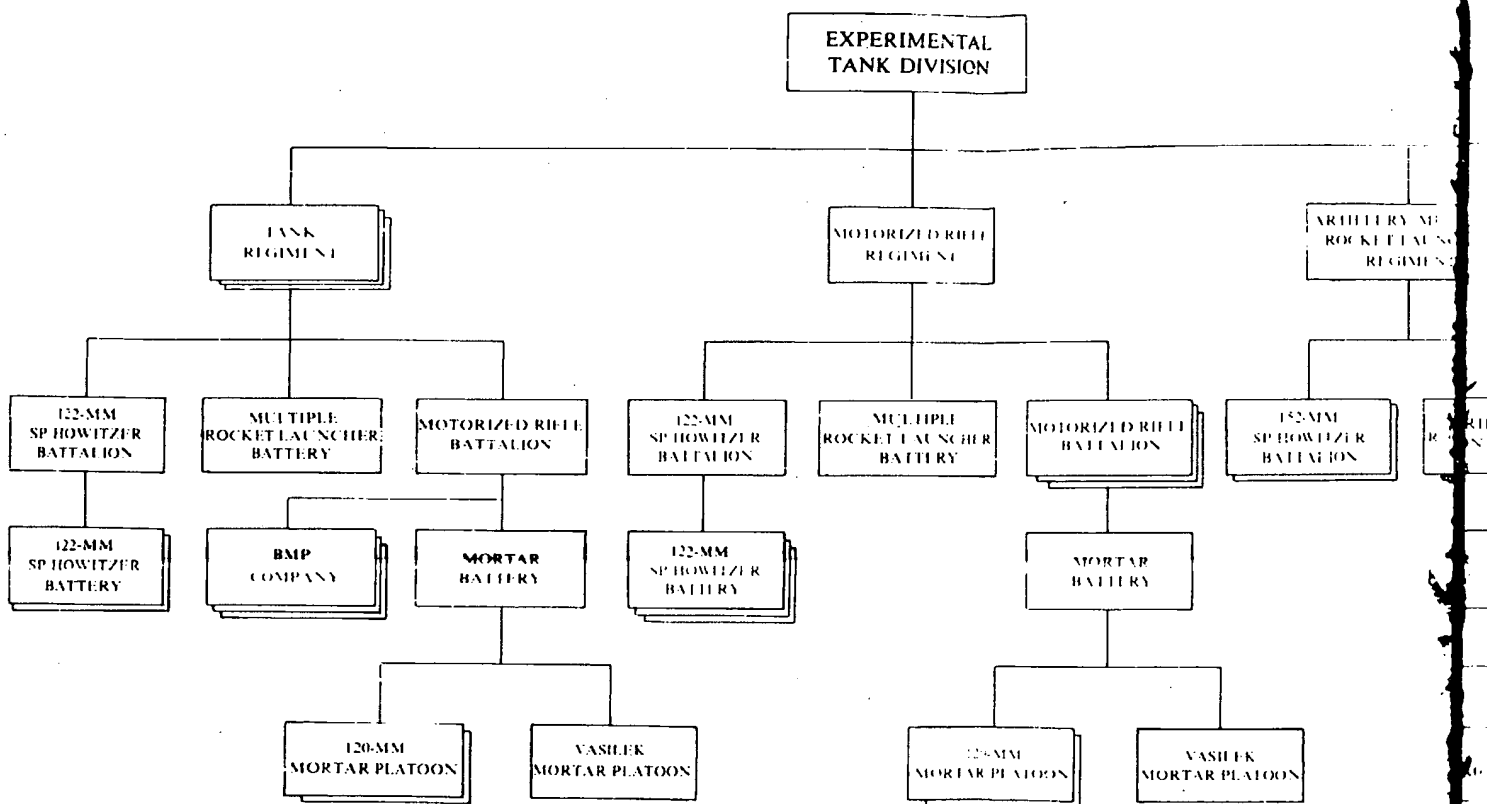 EXPERIMENTAL
TANK DIVISION
TANK
REGIMENT
MOTORIZED RIFLE
REGIMENT
ARTILLERY
ROCKET
122-MM
SP HOWITZER
BATTALION
MULTIPLE
ROCKET LAUNCHER
BATTERY
MOTORIZED RIFLE
BATTALION
122-MM
SP HOWITZER
BATTALION
MULTIPLE
ROCKET LAUNCHER
BATTERY
MOTORIZED RIFLE
BATTALION
152-MM
SP HOWITZER
BATTALION
122-MM
SP HOWITZER
BATTERY
BMP
COMPANY
MORTAR
BATTERY
122-MM
SP HOWITZER
BATTERY
MORTAR
BATTERY
120-MM
MORTAR PLATOON
VASILEK
MORTAR PLATOON
MORTAR PLATOON
VASILEK
MORTAR PLATOON